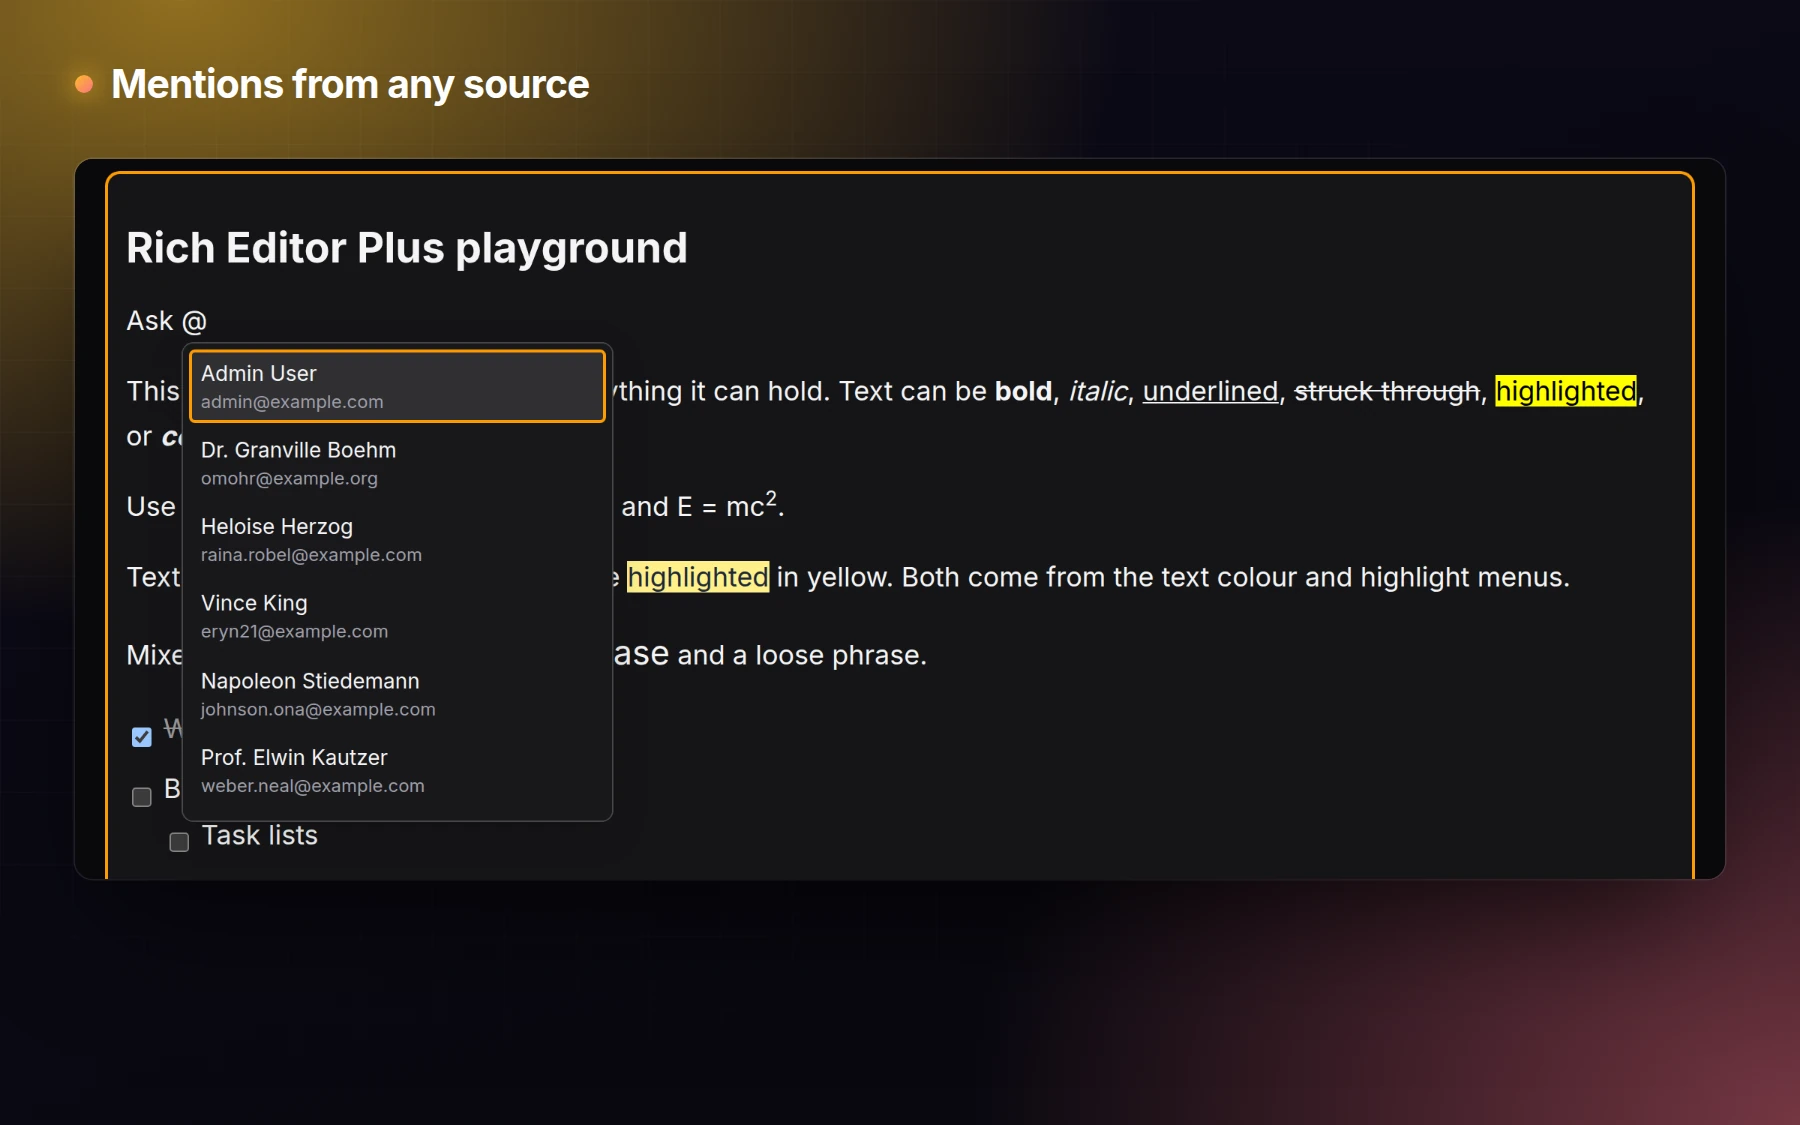 Mentions from any source
Rich Editor Plus playground
Ask @
Admin User
admin@example.com
Dr. Granville Boehm
omohr@example.org
Heloise Herzog
raina.robel@example.com
Vince King
eryn21@example.com
Napoleon Stiedemann
johnson.ona@example.com
Prof. Elwin Kautzer
weber.neal@example.com
This it can hold. Text can be bold, italic, underlined, struck through, highlighted,
or
Use and E = mc².
Text highlighted in yellow. Both come from the text colour and highlight menus.
and a loose phrase.
Task lists